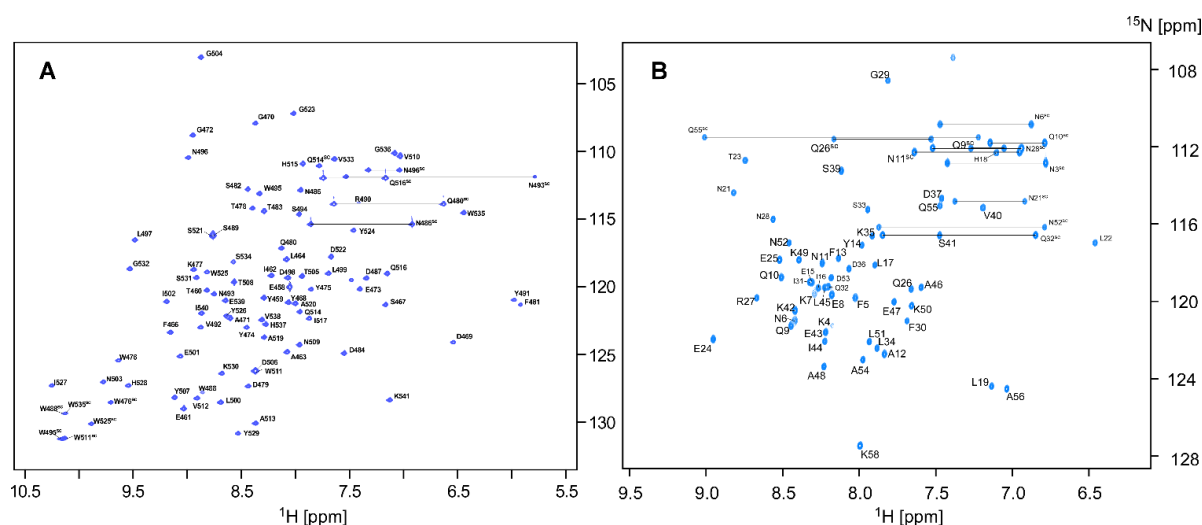 ¹⁵N [ppm]
A
G504
105
G523
G470
G472
N496
G536
V510
110
H515
Q514ˢᶜ
V533
N496ˢᶜ
Q516ˢᶜ
N493ˢᶜ
S482
W495
N486
R490
Q480ˢᶜ
T478
T483
S494
W535
115
N486ˢᶜ
S521
S489
Y524
L497
Q480
D522
G532
K477
S534
L464
S531
W525
I462
D498
T505
L499
D487
Q516
T508
A460
N493
E458
Y475
E473
I502
E539
Y459
Y468
A520
S467
Y491
F481
120
I540
Y526
A471
Q514
V538
H537
I517
F466
V492
Y474
A519
D469
N509
A463
D484
E501
125
W476
D506
W511
K530
I527
N503
H528
D479
W488
Y507
V512
L500
K541
W476ˢᶜ
W535ˢᶜ
W488ˢᶜ
E461
W525ˢᶜ
A513
130
W495ˢᶜ
W511ˢᶜ
Y529
10.5
9.5
8.5
7.5
6.5
5.5
¹H [ppm]
B
108
G29
N6ˢᶜ
Q55ˢᶜ
Q10ˢᶜ
Q26ˢᶜ
Q9ˢᶜ
N28ˢᶜ
112
N11ˢᶜ
H18
N3ˢᶜ
T23
S39
N21
D37
Q55
N21ˢᶜ
S33
V40
N28
N52ˢᶜ
116
K35
S41
Q32ˢᶜ
L22
N52
Y14
E25
K49
N11
F13
D36
L17
Q10
E15
I16
D53
I31
Q32
Q26
A46
R27
K7
L45
E8
F5
E47
K50
120
K42
N6
Q9
K4
E43
F30
I44
L51
L34
E24
A12
A48
A54
124
L19
A56
K58
128
9.5
9.0
8.5
8.0
7.5
7.0
6.5
¹H [ppm]